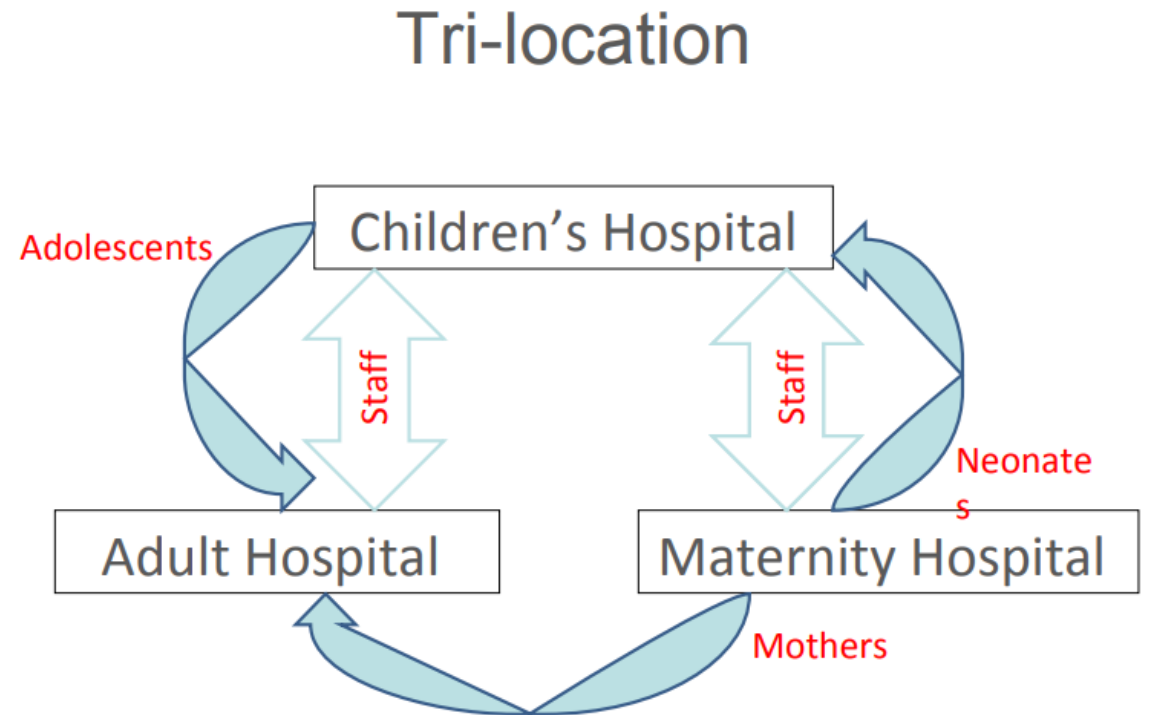 Tri-location
Children's Hospital
Adolescents
Staff
Staff
Neonate
s
Adult Hospital
Maternity Hospital
Mothers